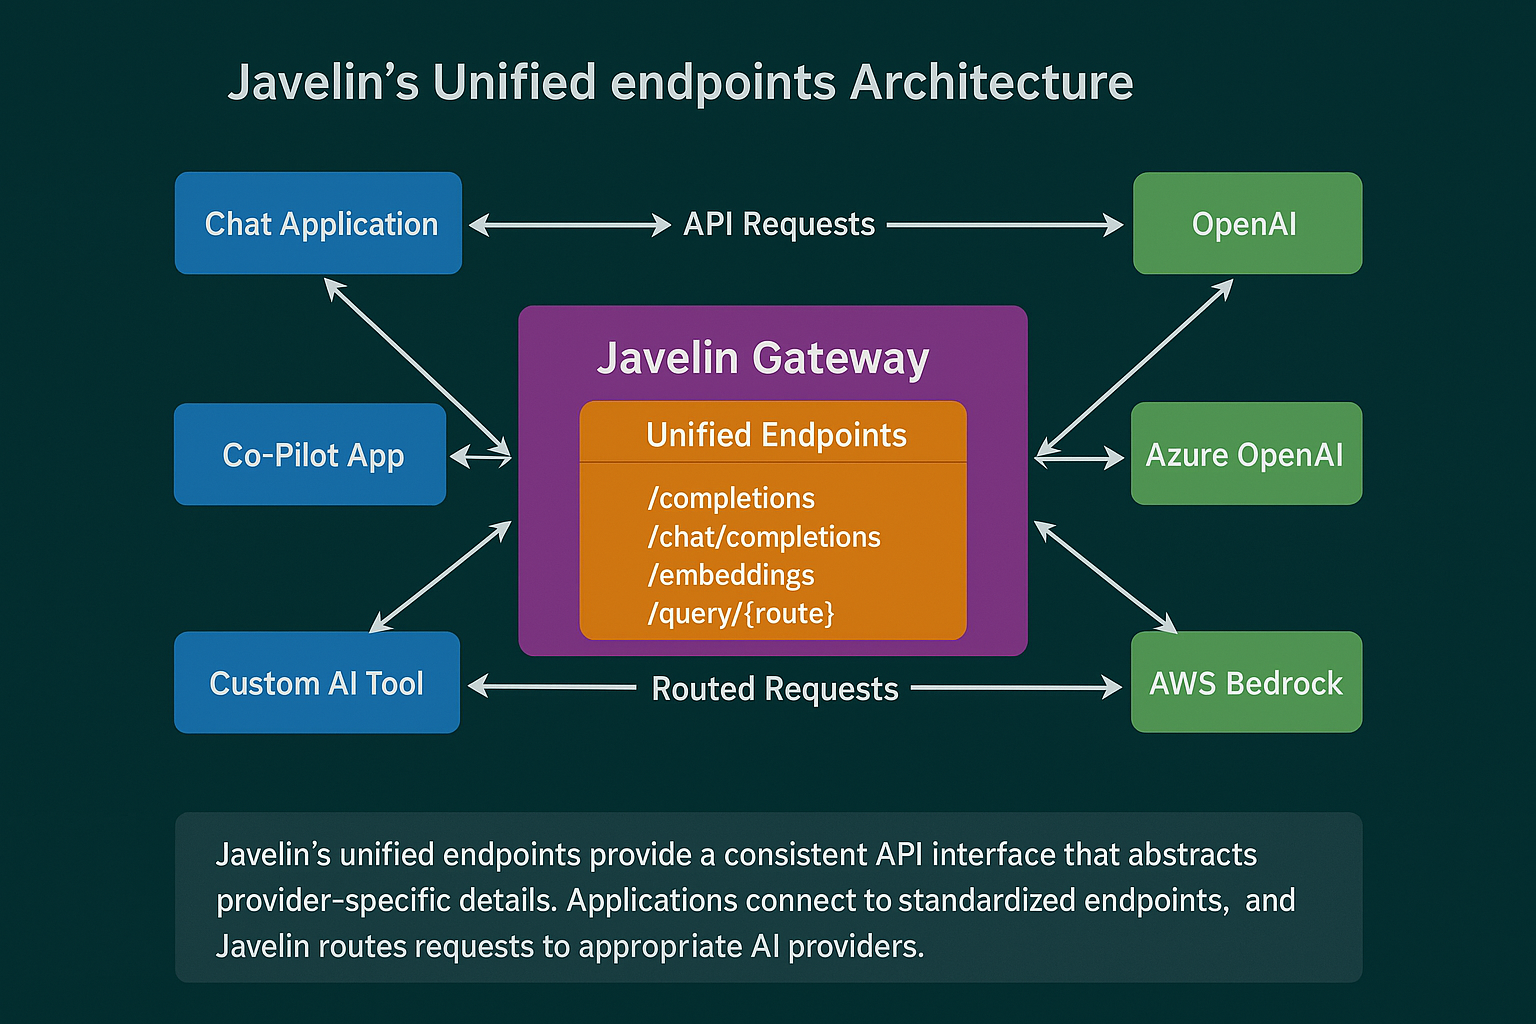 Javelin’s Unified endpoints Architecture
Chat Application
API Requests
OpenAI
Javelin Gateway
Unified Endpoints
Co-Pilot App
Azure OpenAI
/completions
/chat/completions
/embeddings
/query/{route}
Custom AI Tool
Routed Requests
AWS Bedrock
Javelin’s unified endpoints provide a consistent API interface that abstracts
provider-specific details. Applications connect to standardized endpoints, and
Javelin routes requests to appropriate AI providers.